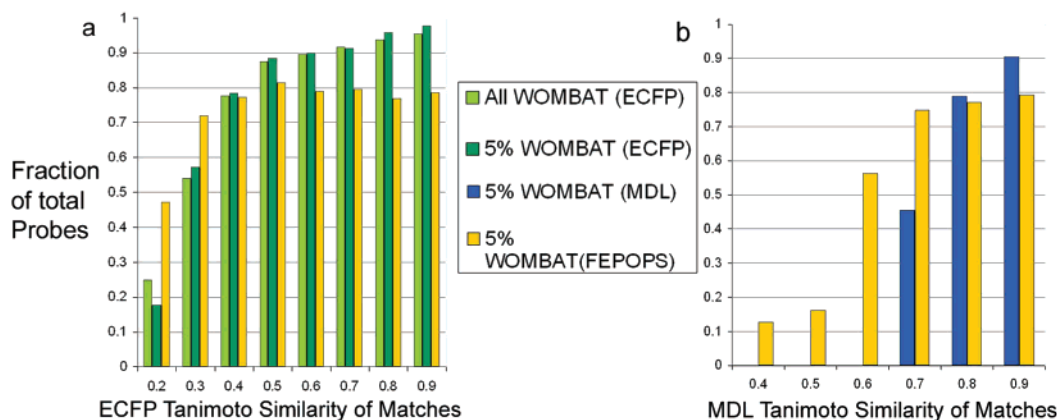 a
1
0.9
0.8
0.7
0.6
0.5
0.4
0.3
0.2
0.1
0
Fraction
of total
Probes
0.2 0.3 0.4 0.5 0.6 0.7 0.8 0.9
ECFP Tanimoto Similarity of Matches
All WOMBAT (ECFP)
5% WOMBAT (ECFP)
5% WOMBAT (MDL)
5%
WOMBAT(FEPOPS)
b
1
0.9
0.8
0.7
0.6
0.5
0.4
0.3
0.2
0.1
0
0.4 0.5 0.6 0.7 0.8 0.9
MDL Tanimoto Similarity of Matches